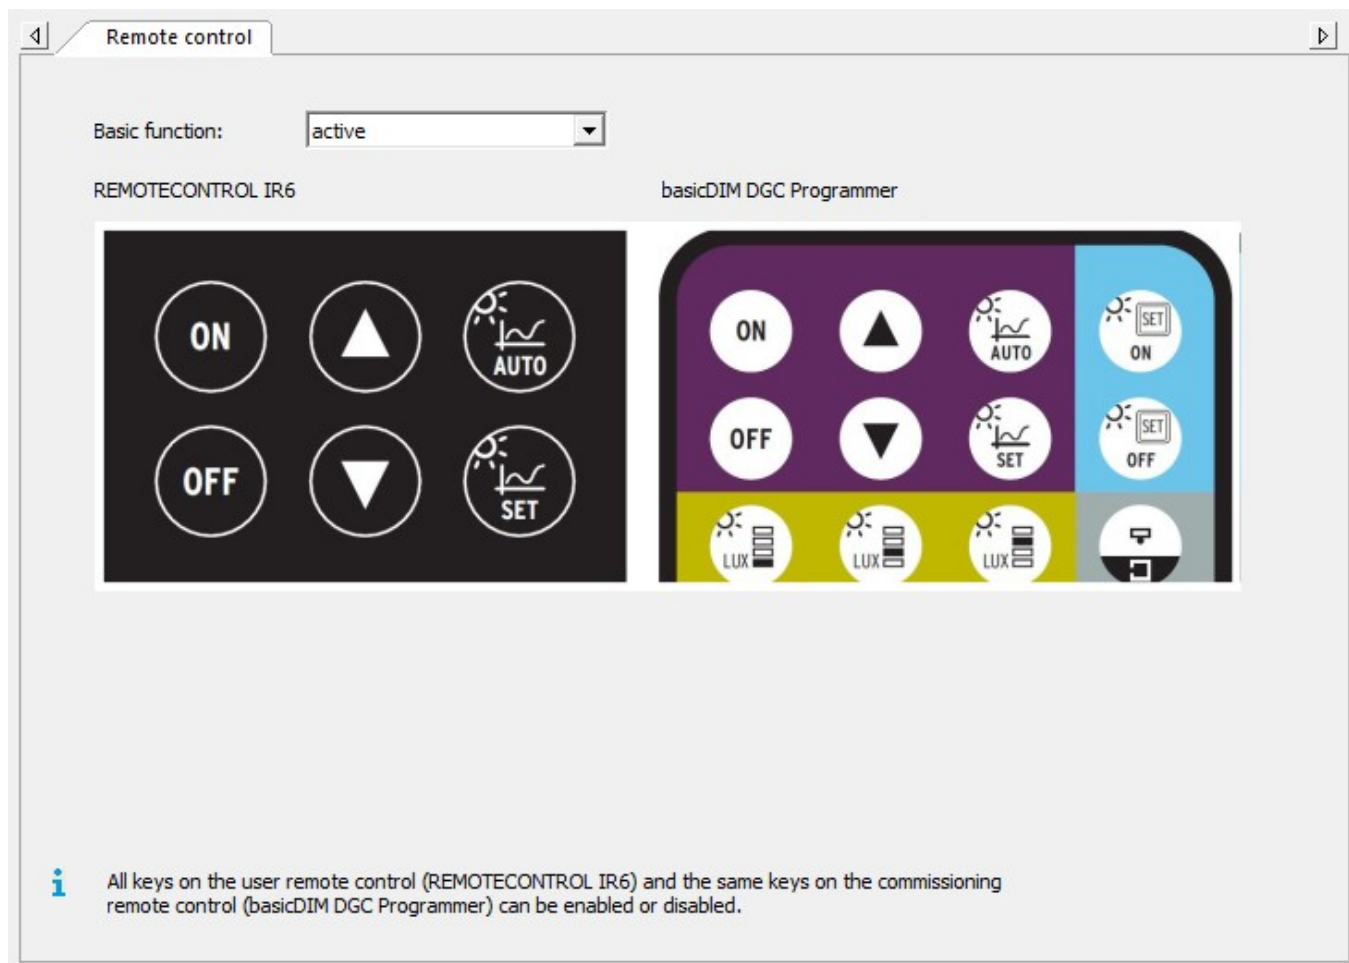 Remote control
Basic function: active
REMOTECONTROL IR6 basicDIM DGC Programmer
ON AUTO
OFF SET
ON AUTO SET ON
OFF SET SET OFF
LUX LUX LUX
All keys on the user remote control (REMOTECONTROL IR6) and the same keys on the commissioning
remote control (basicDIM DGC Programmer) can be enabled or disabled.